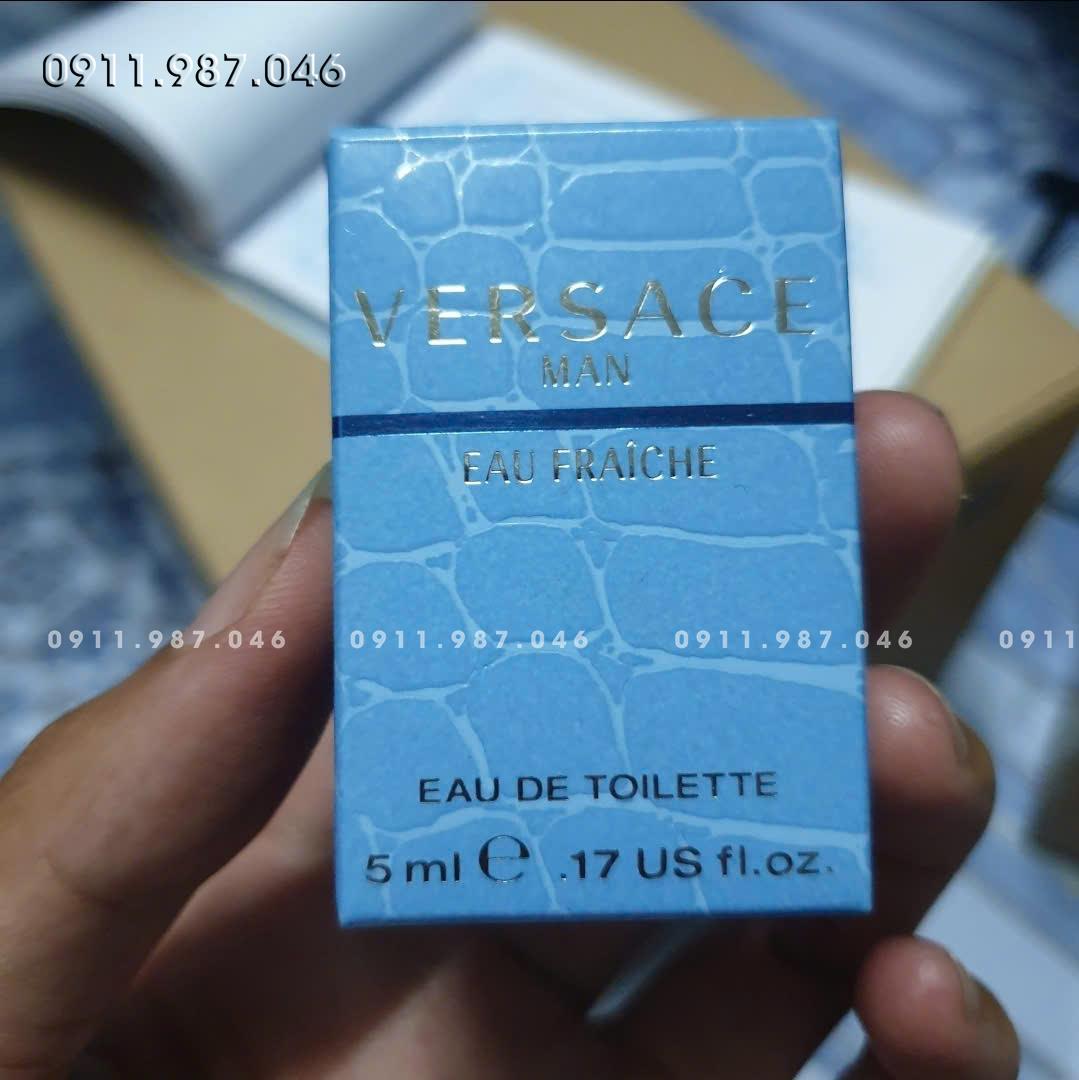 0911.987.046
VERSACE
MAN
EAU FRAÎCHE
0911.987.046 0911.987.046 0911.987.046 0911
EAU DE TOILETTE
5 ml ℮ .17 US fl.oz.